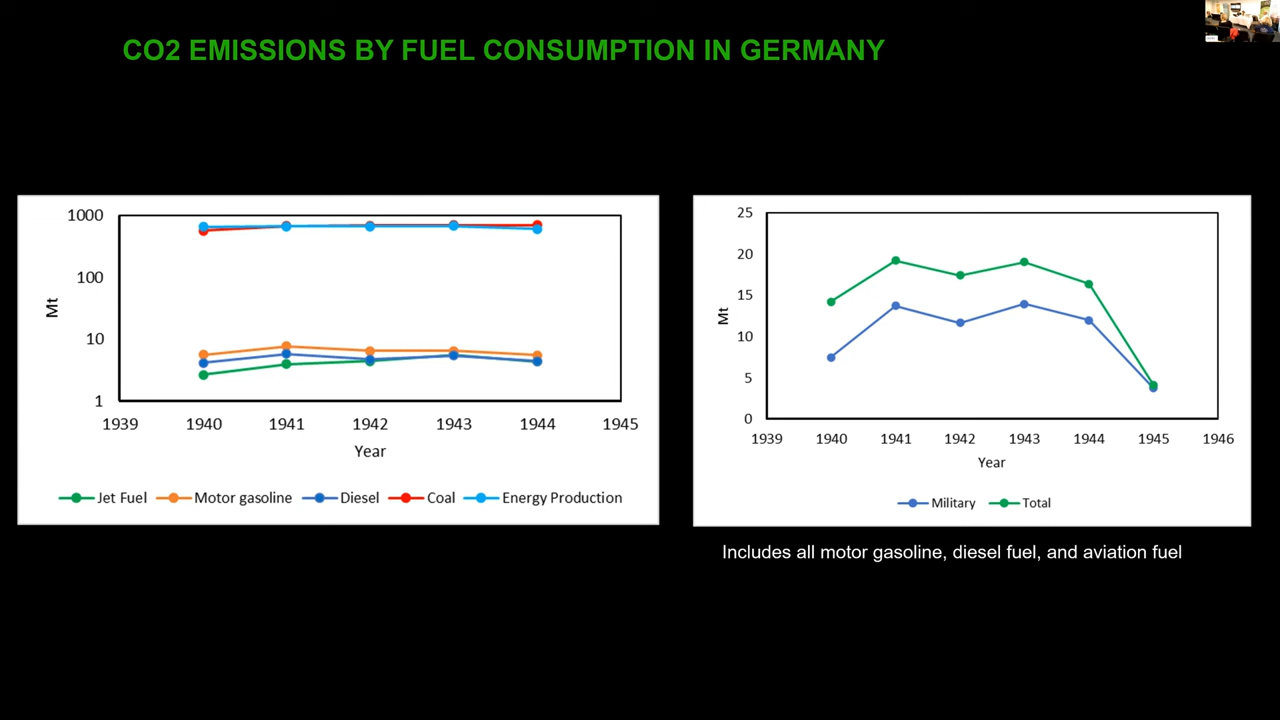 CO2 EMISSIONS BY FUEL CONSUMPTION IN GERMANY
1000
100
10
1
Mt
1939 1940 1941 1942 1943 1944 1945
Year
Jet Fuel Motor gasoline Diesel Coal Energy Production
25
20
15
10
5
0
Mt
1939 1940 1941 1942 1943 1944 1945 1946
Year
Military Total
Includes all motor gasoline, diesel fuel, and aviation fuel